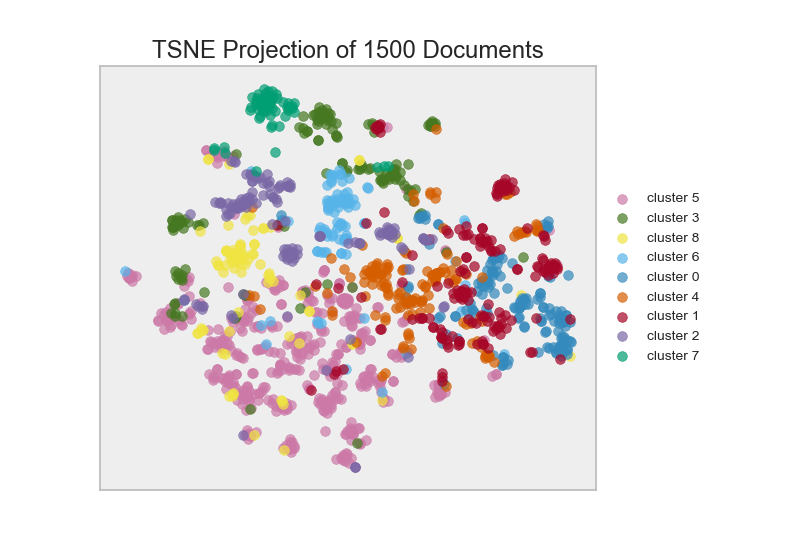 TSNE Projection of 1500 Documents
cluster 5
cluster 3
cluster 8
cluster 6
cluster 0
cluster 4
cluster 1
cluster 2
cluster 7